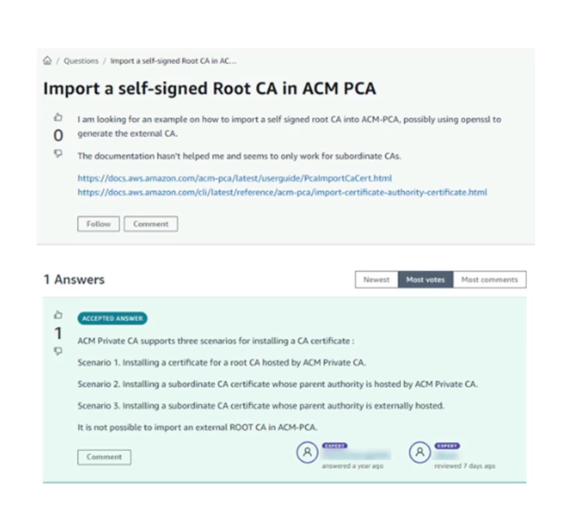 / Questions / Import a self-signed Root CA in AC...
Import a self-signed Root CA in ACM PCA
I am looking for an example on how to import a self signed root CA into ACM-PCA, possibly using openssl to
0
generate the external CA.
The documentation hasn't helped me and seems to only work for subordinate CAs.
https://docs.aws.amazon.com/acm-pca/latest/userguide/PcaImportCaCert.html
https://docs.aws.amazon.com/cli/latest/reference/acm-pca/import-certificate-authority-certificate.html
Follow Comment
1 Answers Newest Most votes Most comments
ACCEPTED ANSWER
1
ACM Private CA supports three scenarios for installing a CA certificate :
Scenario 1. Installing a certificate for a root CA hosted by ACM Private CA.
Scenario 2. Installing a subordinate CA certificate whose parent authority is hosted by ACM Private CA.
Scenario 3. Installing a subordinate CA certificate whose parent authority is externally hosted.
It is not possible to import an external ROOT CA in ACM-PCA.
EXPERT EXPERT
Comment
answered a year ago reviewed 7 days ago